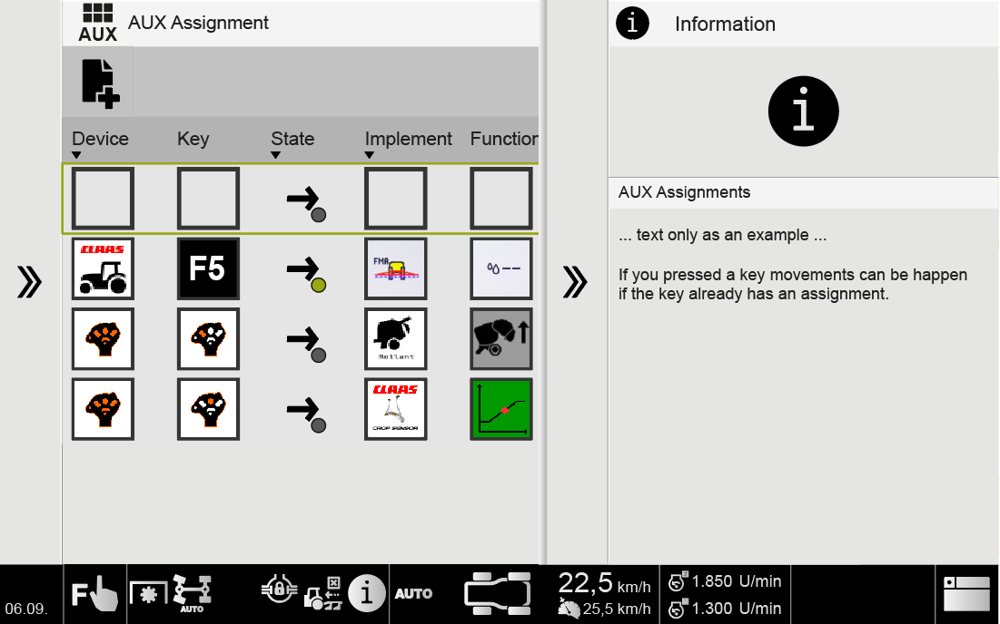 AUX
AUX Assignment
Information
Device
Key
State
Implement
Function
AUX Assignments
... text only as an example ...
If you pressed a key movements can be happen
if the key already has an assignment.
CLAAS
F5
FMA
Rollant
CLAAS
CROP SENSOR
06.09.
F
AUTO
AUTO
22,5 km/h
25,5 km/h
2
1.850 U/min
1.300 U/min